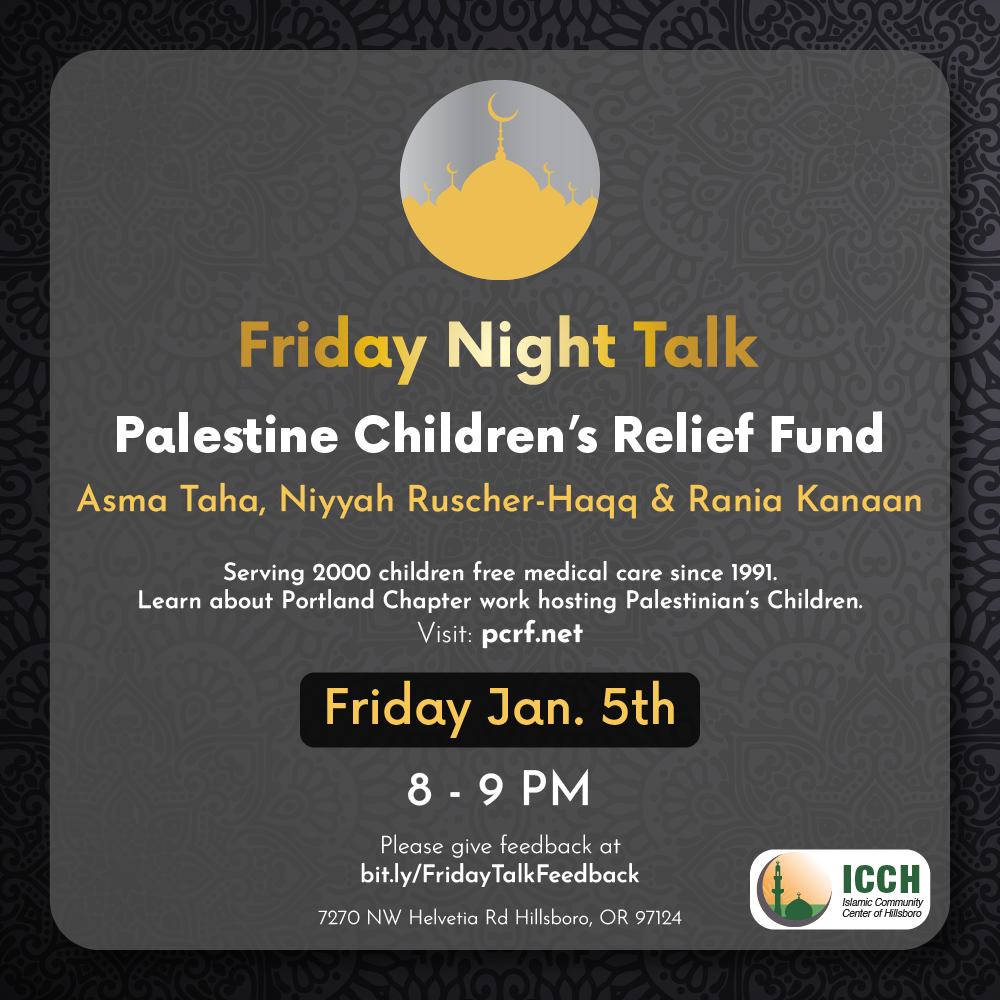 Friday Night Talk
Palestine Children's Relief Fund
Asma Taha, Niyyah Ruscher-Haqq & Rania Kanaan
Serving 2000 children free medical care since 1991.
Learn about Portland Chapter work hosting Palestinian's Children.
Visit: pcrf.net
Friday Jan. 5th
8 - 9 PM
Please give feedback at
bit.ly/FridayTalkFeedback
7270 NW Helvetia Rd Hillsboro, OR 97124
ICCH
Islamic Community
Center of Hillsboro